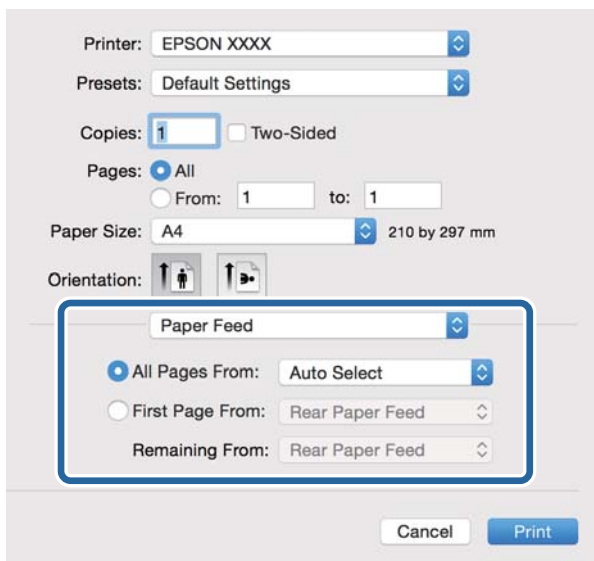 Printer: EPSON XXXX
Presets: Default Settings
Copies: 1 Two-Sided
Pages: All
From: 1 to: 1
Paper Size: A4 210 by 297 mm
Orientation:
Paper Feed
All Pages From: Auto Select
First Page From: Rear Paper Feed
Remaining From: Rear Paper Feed
Cancel Print